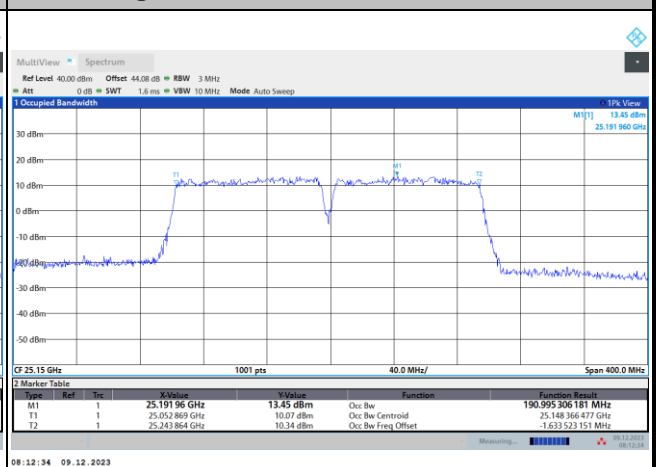 MultiView Spectrum
Ref Level 40.00 dBm Offset 44.08 dB RBW 3 MHz
Att 0 dB SWT 1.6 ms VBW 10 MHz Mode Auto Sweep
1 Occupied Bandwidth 1Pk View
M1[1] 13.45 dBm
25.191 960 GHz
30 dBm
20 dBm
M1
T1 T2
10 dBm
0 dBm
-10 dBm
-20 dBm
-30 dBm
-40 dBm
-50 dBm
CF 25.15 GHz 1001 pts 40.0 MHz/ Span 400.0 MHz
2 Marker Table
Type Ref Trc X-Value Y-Value Function Function Result
M1 1 25.191 96 GHz 13.45 dBm Occ Bw 190.995 306 181 MHz
T1 1 25.052 869 GHz 10.07 dBm Occ Bw Centroid 25.148 366 477 GHz
T2 1 25.243 864 GHz 10.34 dBm Occ Bw Freq Offset -1.633 523 151 MHz
Measuring... 09.12.2023
08:12:34
08:12:34 09.12.2023